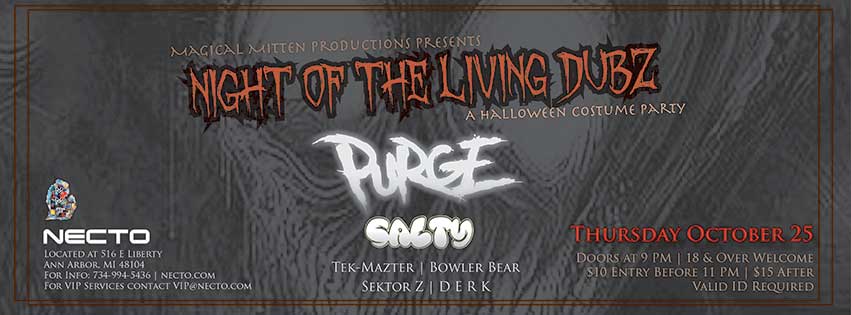 Magical Mitten Productions Presents
Night of the Living Dubz
A Halloween Costume Party
PURGE
SALTY
Tek-Mazter | Bowler Bear
Sektor Z | D E R K
NECTO
Located at 516 E Liberty
Ann Arbor, MI 48104
For Info: 734-994-5436 | necto.com
For VIP Services contact VIP@necto.com
Thursday October 25
Doors at 9 PM | 18 & Over Welcome
$10 Entry Before 11 PM | $15 After
Valid ID Required